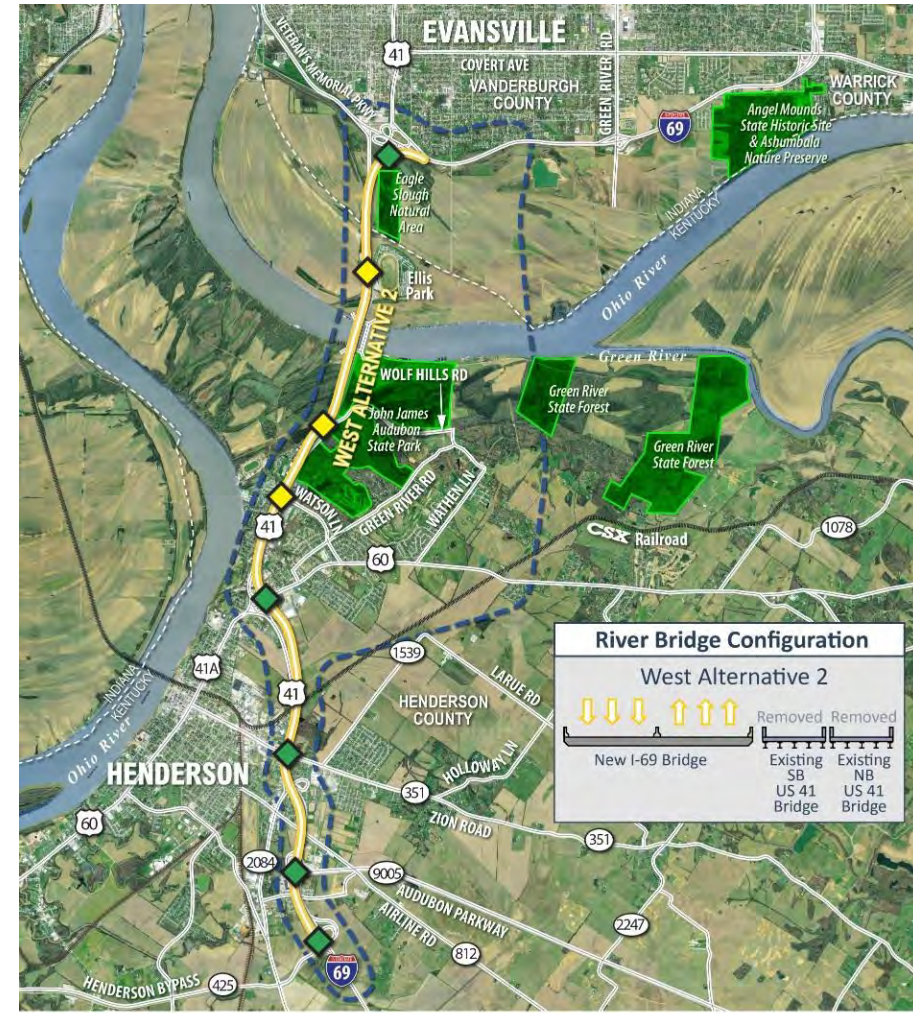 EVANSVILLE
41
VETERAN'S MEMORIAL PKWY
COVERT AVE
VANDERBURGH
COUNTY
GREEN RIVER RD
69
WARRICK
COUNTY
Angel Mounds
State Historic Site
& Ashumbala
Nature Preserve
Eagle
Slough
Natural
Area
INDIANA
KENTUCKY
Ohio River
Ellis
Park
WEST ALTERNATIVE 2
Green River
WOLF HILLS RD
John James
Audubon
State Park
Green River
State Forest
Green River
State Forest
WATSON LN
GREEN RIVER RD
WATHEN LN
41
60
CSX Railroad
1078
41A
INDIANA
KENTUCKY
Ohio River
1539
LARUE RD
41
HENDERSON
COUNTY
HOLLOWAY LN
HENDERSON
351
ZION ROAD
351
60
2084
9005
AUDUBON PARKWAY
AIRLINE RD
812
2247
HENDERSON BYPASS
425
69
River Bridge Configuration
West Alternative 2
Removed Removed
New I-69 Bridge
Existing
SB
US 41
Bridge
Existing
NB
US 41
Bridge